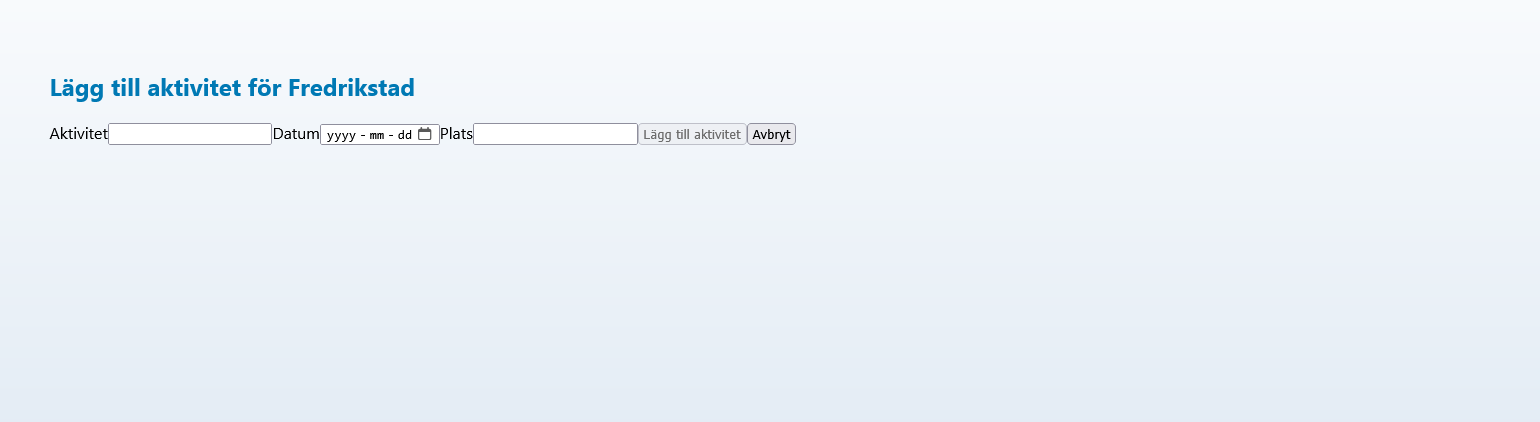 Lägg till aktivitet för Fredrikstad
Aktivitet Datum yyyy - mm - dd Plats Lägg till aktivitet Avbryt